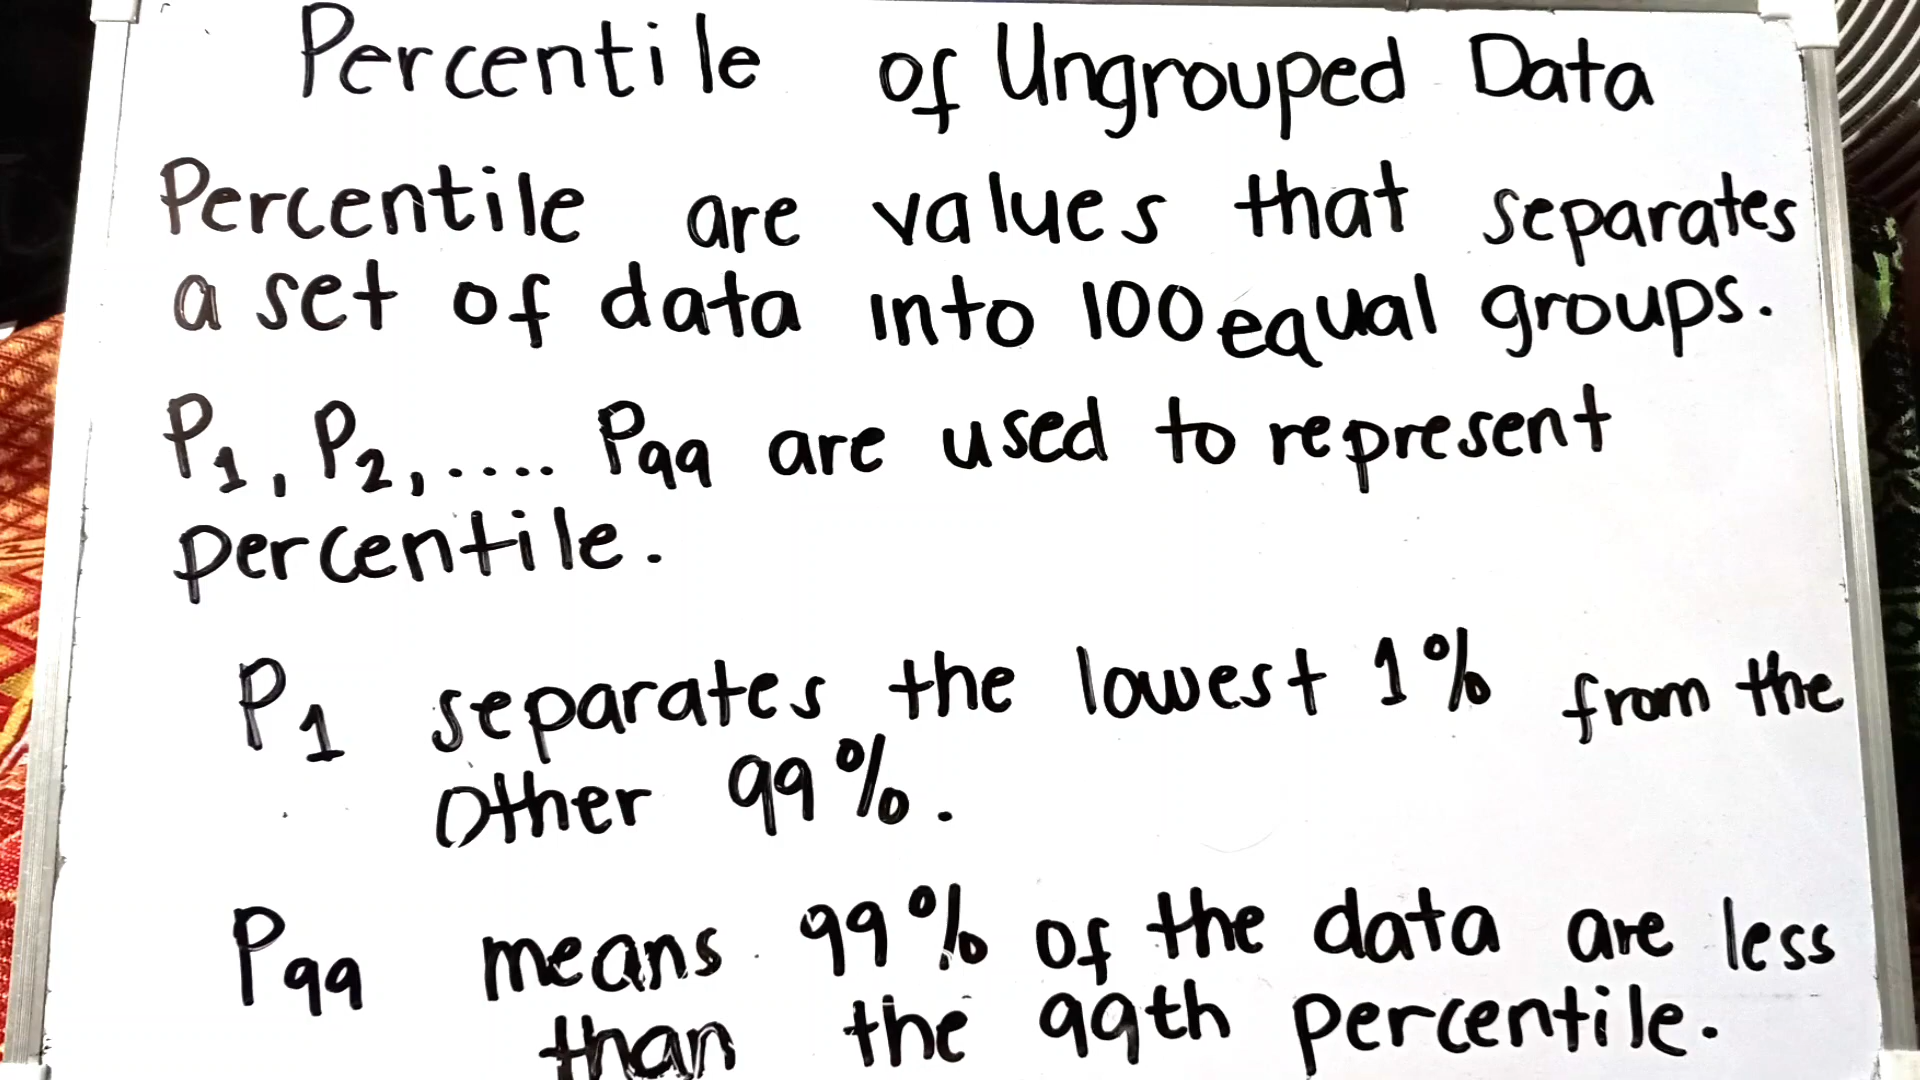 Percentile of Ungrouped Data
Percentile are values that separates
a set of data into 100 equal groups.
P1, P2, .... P99 are used to represent
percentile.
P1 separates the lowest 1% from the
other 99%.
P99 means 99% of the data are less
than the 99th percentile.